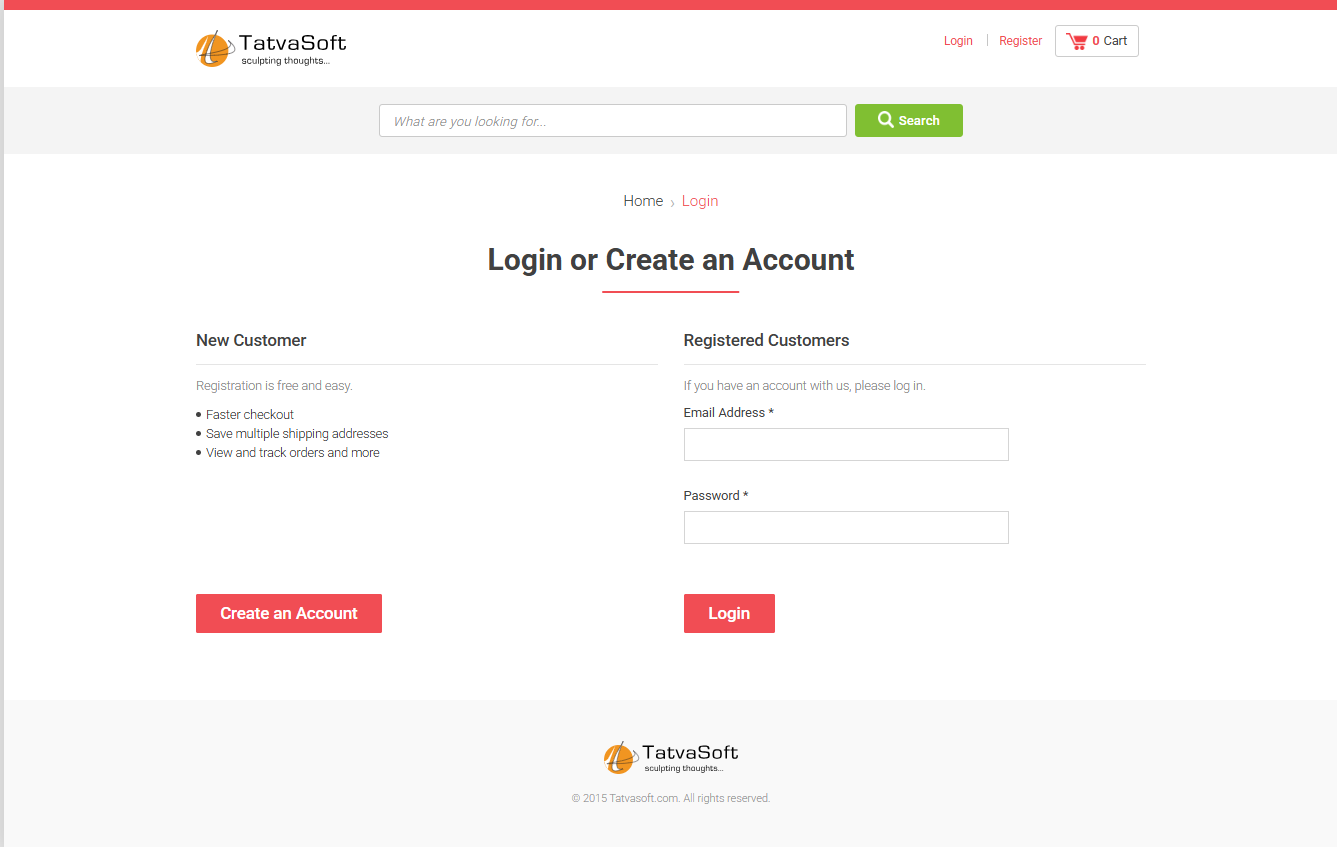 TatvaSoft
sculpting thoughts...
Login | Register 0 Cart
What are you looking for... Search
Home › Login
Login or Create an Account
New Customer
Registration is free and easy.
• Faster checkout
• Save multiple shipping addresses
• View and track orders and more
Create an Account
Registered Customers
If you have an account with us, please log in.
Email Address *
Password *
Login
TatvaSoft
sculpting thoughts...
© 2015 Tatvasoft.com. All rights reserved.